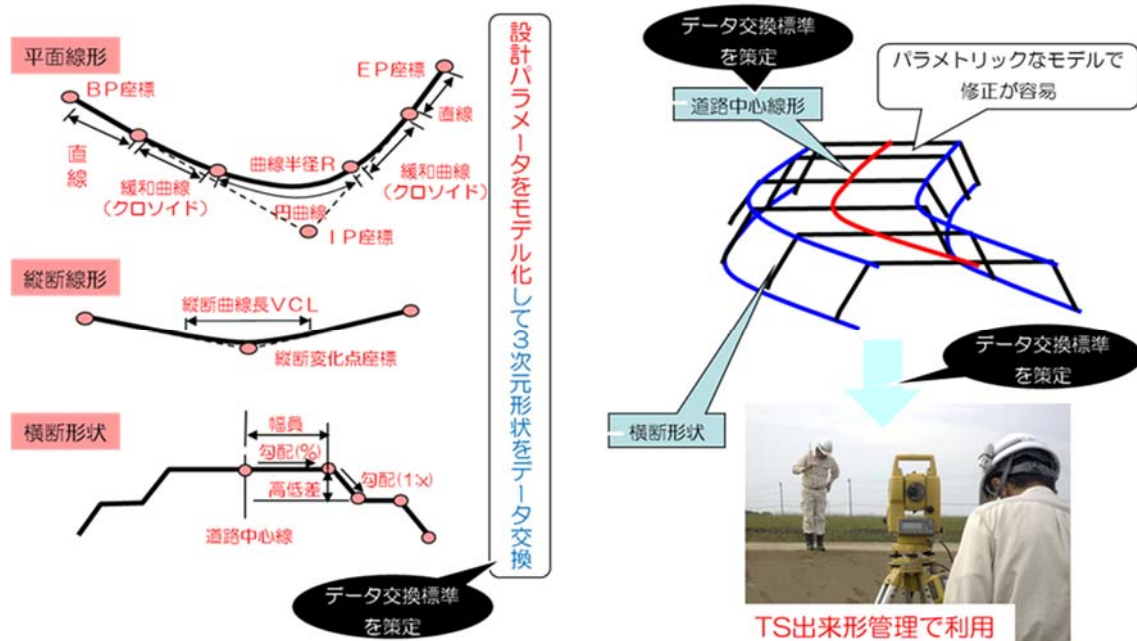 平面線形
BP座標
EP座標
直線
直線
緩和曲線
（クロソイド）
曲線半径R
緩和曲線
（クロソイド）
円曲線
IP座標
縦断線形
縦断曲線長VCL
縦断変化点座標
横断形状
幅員
勾配(%)
勾配(1:x)
高低差
道路中心線
データ交換標準
を策定
設計パラメータをモデル化して3次元形状をデータ交換
データ交換標準
を策定
道路中心線形
パラメトリックなモデルで
修正が容易
データ交換標準
を策定
横断形状
TS出来形管理で利用